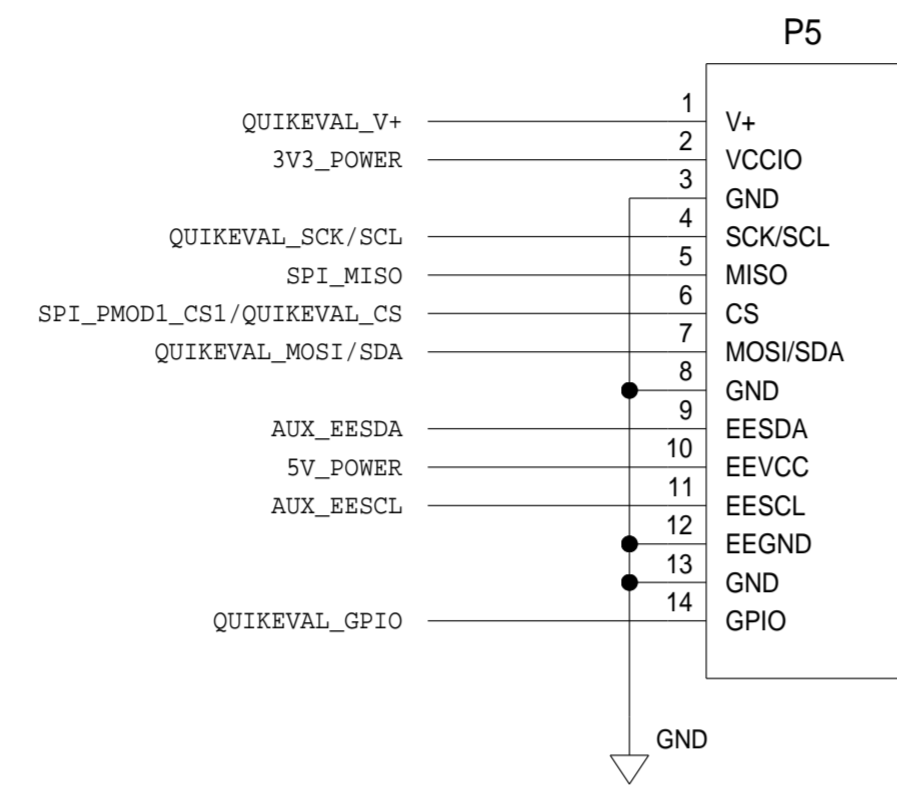 P5
QUIKEVAL_V+ 1 V+
3V3_POWER 2 VCCIO
3 GND
QUIKEVAL_SCK/SCL 4 SCK/SCL
SPI_MISO 5 MISO
SPI_PMOD1_CS1/QUIKEVAL_CS 6 CS
QUIKEVAL_MOSI/SDA 7 MOSI/SDA
8 GND
AUX_EESDA 9 EESDA
5V_POWER 10 EEVCC
AUX_EESCL 11 EESCL
12 EEGND
13 GND
QUIKEVAL_GPIO 14 GPIO
GND